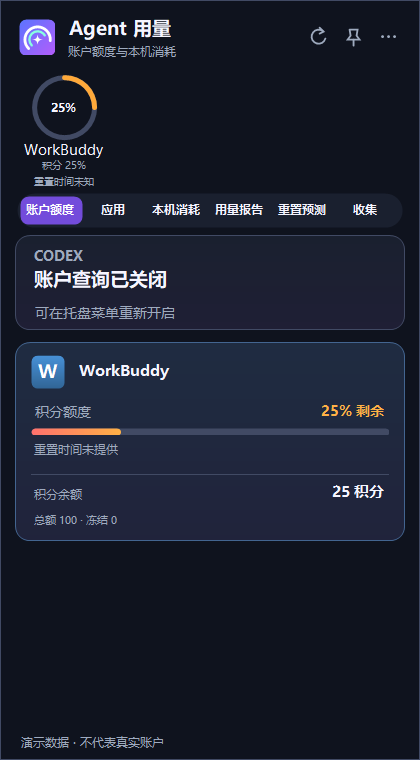 Agent 用量
账户额度与本机消耗
25%
WorkBuddy
积分 25%
重置时间未知
账户额度 应用 本机消耗 用量报告 重置预测 收集
CODEX
账户查询已关闭
可在托盘菜单重新开启
W WorkBuddy
积分额度 25% 剩余
重置时间未提供
积分余额 25 积分
总额 100 · 冻结 0
演示数据 · 不代表真实账户